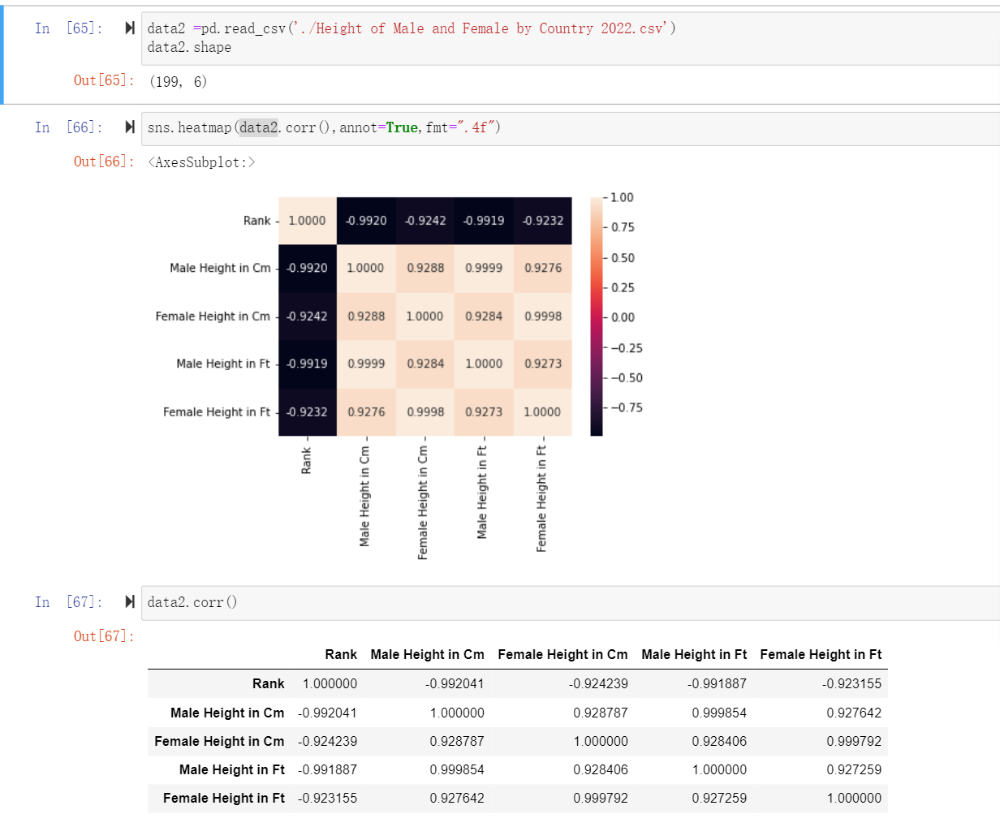 In [65]: data2 =pd.read_csv('./Height of Male and Female by Country 2022.csv')
data2.shape
Out[65]: (199, 6)
In [66]: sns.heatmap(data2.corr(),annot=True,fmt=".4f")
Out[66]: <AxesSubplot:>
1.00
Rank 1.0000 -0.9920 -0.9242 -0.9919 -0.9232
0.75
0.50
Male Height in Cm -0.9920 1.0000 0.9288 0.9999 0.9276
0.25
Female Height in Cm -0.9242 0.9288 1.0000 0.9284 0.9998
0.00
−0.25
Male Height in Ft -0.9919 0.9999 0.9284 1.0000 0.9273
−0.50
Female Height in Ft -0.9232 0.9276 0.9998 0.9273 1.0000
−0.75
Rank
Male Height in Cm
Female Height in Cm
Male Height in Ft
Female Height in Ft
In [67]: data2.corr()
Out[67]:
Rank Male Height in Cm Female Height in Cm Male Height in Ft Female Height in Ft
Rank 1.000000 -0.992041 -0.924239 -0.991887 -0.923155
Male Height in Cm -0.992041 1.000000 0.928787 0.999854 0.927642
Female Height in Cm -0.924239 0.928787 1.000000 0.928406 0.999792
Male Height in Ft -0.991887 0.999854 0.928406 1.000000 0.927259
Female Height in Ft -0.923155 0.927642 0.999792 0.927259 1.000000